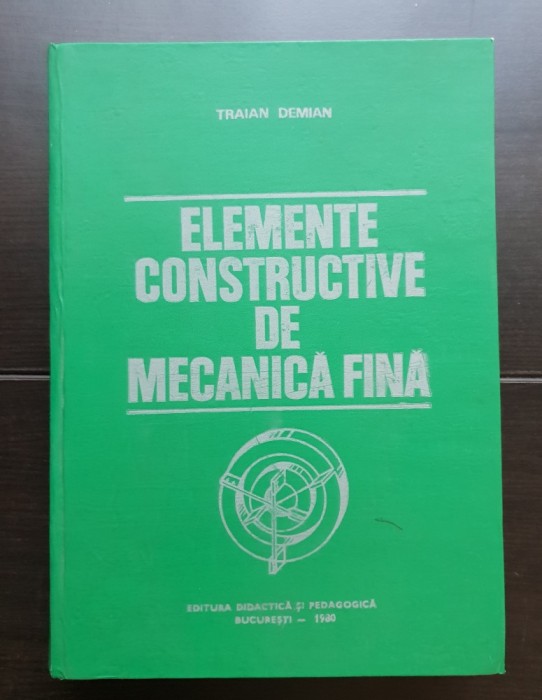 TRAIAN DEMIAN
ELEMENTE
CONSTRUCTIVE
DE
MECANICĂ FINĂ
EDITURA DIDACTICĂ ŞI PEDAGOGICĂ
BUCUREŞTI — 1980